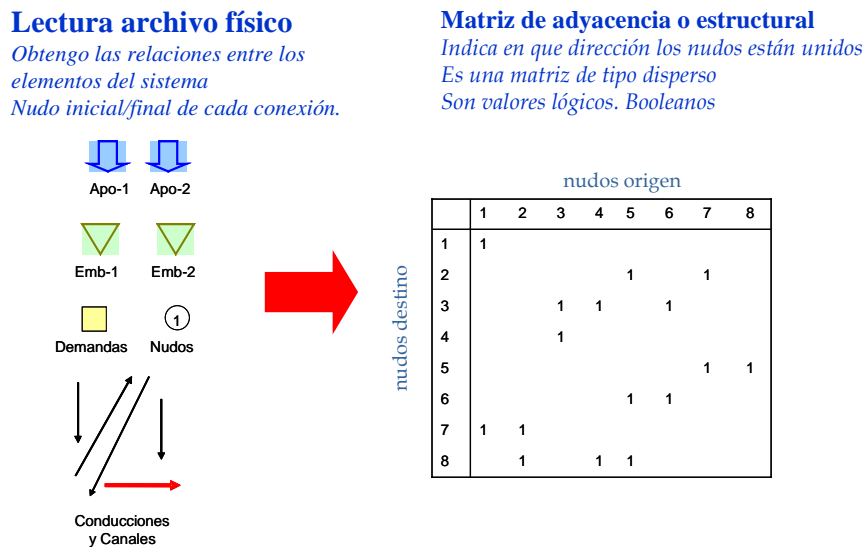 Lectura archivo físico
Obtengo las relaciones entre los
elementos del sistema
Nudo inicial/final de cada conexión.
Apo-1 Apo-2
Emb-1 Emb-2
1
Demandas Nudos
Conducciones
y Canales
Matriz de adyacencia o estructural
Indica en que dirección los nudos están unidos
Es una matriz de tipo disperso
Son valores lógicos. Booleanos
nudos origen
nudos destino
1 2 3 4 5 6 7 8
1 1
2 1 1
3 1 1 1
4 1
5 1 1
6 1 1
7 1 1
8 1 1 1